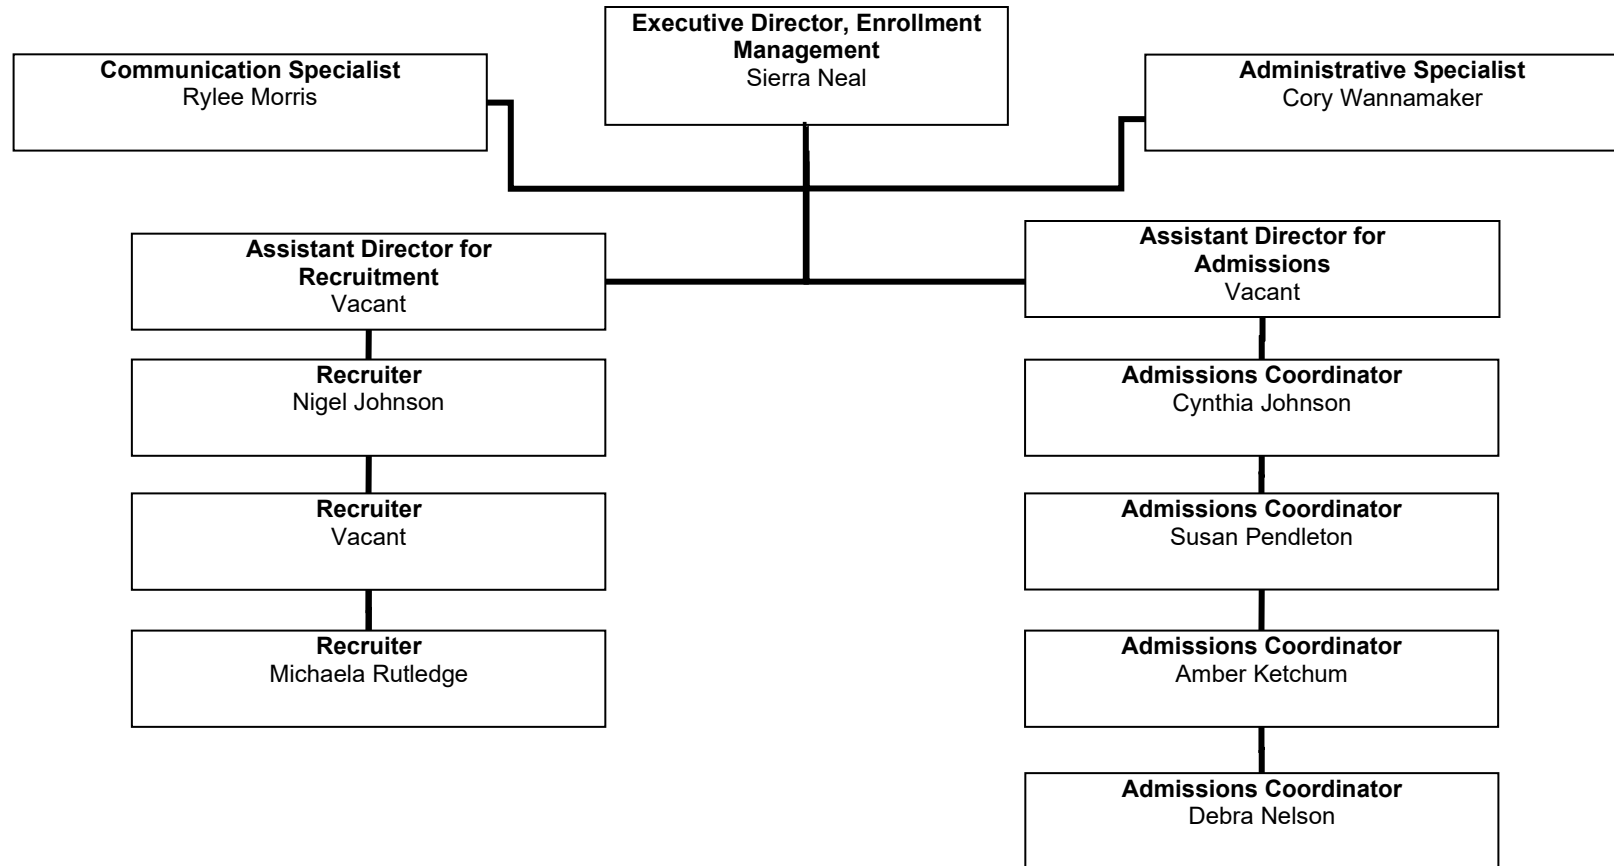 Executive Director, Enrollment
Management
Sierra Neal
Communication Specialist
Rylee Morris
Administrative Specialist
Cory Wannamaker
Assistant Director for
Recruitment
Vacant
Assistant Director for
Admissions
Vacant
Recruiter
Nigel Johnson
Admissions Coordinator
Cynthia Johnson
Recruiter
Vacant
Admissions Coordinator
Susan Pendleton
Recruiter
Michaela Rutledge
Admissions Coordinator
Amber Ketchum
Admissions Coordinator
Debra Nelson